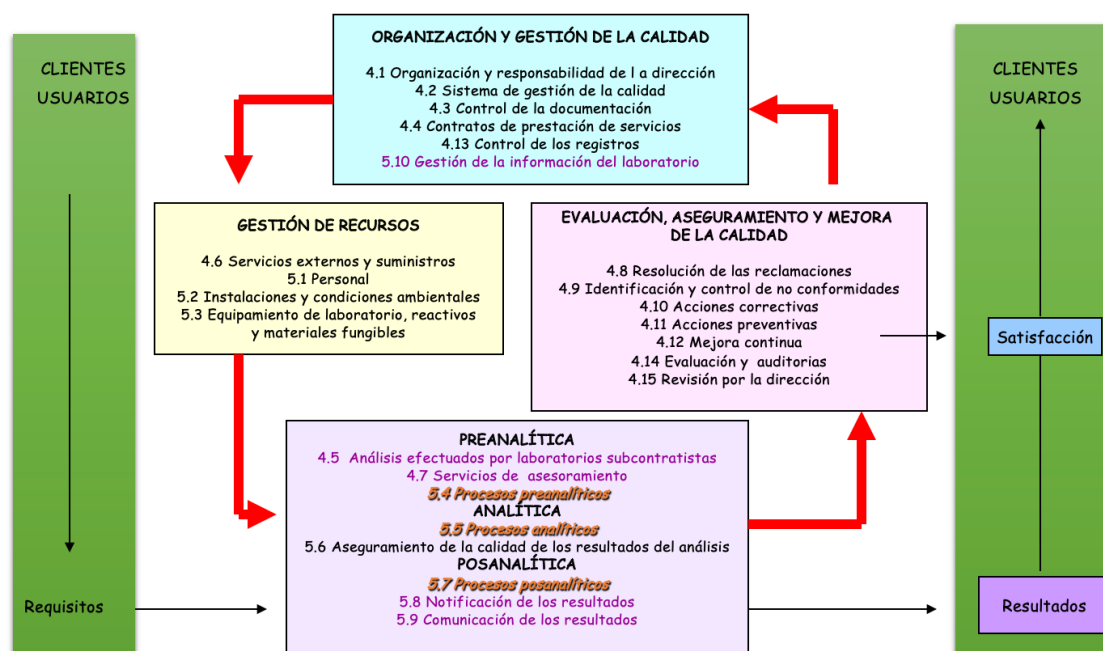 CLIENTES
USUARIOS
Requisitos
ORGANIZACIÓN Y GESTIÓN DE LA CALIDAD
4.1 Organización y responsabilidad de l a dirección
4.2 Sistema de gestión de la calidad
4.3 Control de la documentación
4.4 Contratos de prestación de servicios
4.13 Control de los registros
5.10 Gestión de la información del laboratorio
GESTIÓN DE RECURSOS
4.6 Servicios externos y suministros
5.1 Personal
5.2 Instalaciones y condiciones ambientales
5.3 Equipamiento de laboratorio, reactivos
y materiales fungibles
EVALUACIÓN, ASEGURAMIENTO Y MEJORA
DE LA CALIDAD
4.8 Resolución de las reclamaciones
4.9 Identificación y control de no conformidades
4.10 Acciones correctivas
4.11 Acciones preventivas
4.12 Mejora continua
4.14 Evaluación y auditorias
4.15 Revisión por la dirección
PREANALÍTICA
4.5 Análisis efectuados por laboratorios subcontratistas
4.7 Servicios de asesoramiento
5.4 Procesos preanalíticos
ANALÍTICA
5.5 Procesos analíticos
5.6 Aseguramiento de la calidad de los resultados del análisis
POSANALÍTICA
5.7 Procesos posanalíticos
5.8 Notificación de los resultados
5.9 Comunicación de los resultados
CLIENTES
USUARIOS
Satisfacción
Resultados